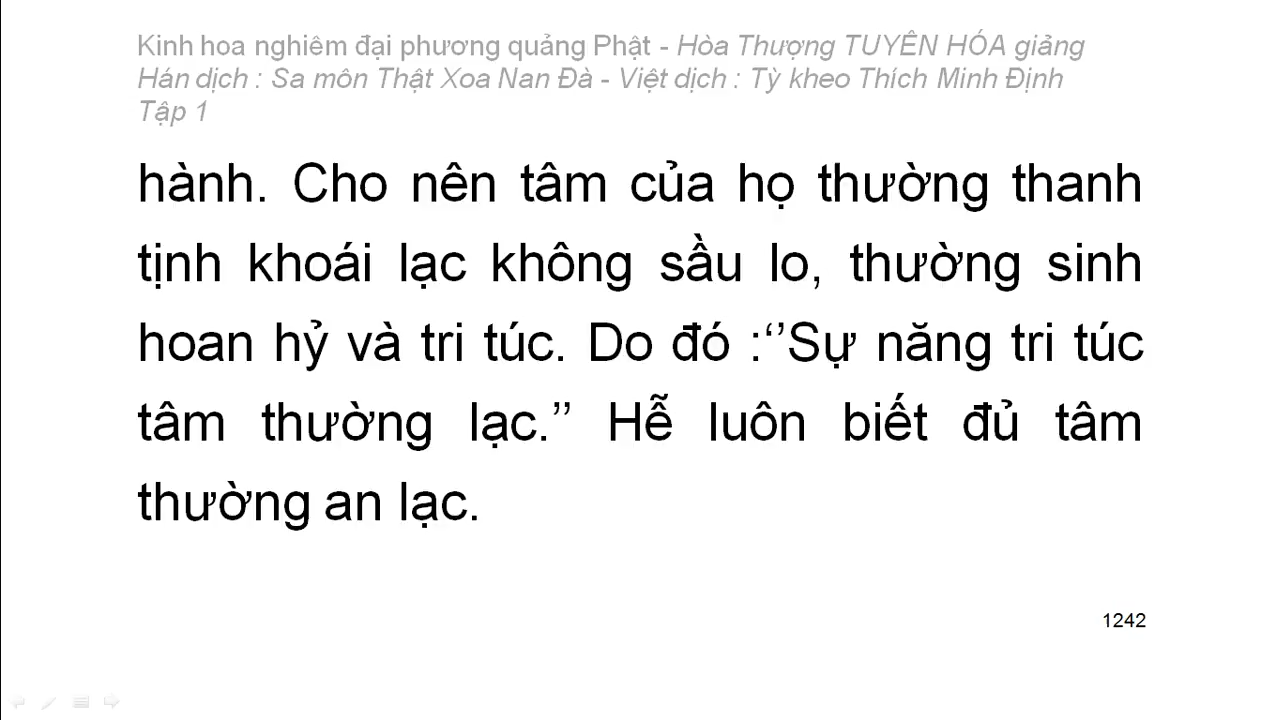 Kinh hoa nghiêm đại phương quảng Phật - Hòa Thượng TUYÊN HÓA giảng
Hán dịch : Sa môn Thật Xoa Nan Đà - Việt dịch : Tỳ kheo Thích Minh Định
Tập 1
hành. Cho nên tâm của họ thường thanh
tịnh khoái lạc không sầu lo, thường sinh
hoan hỷ và tri túc. Do đó :‘’Sự năng tri túc
tâm thường lạc.’’ Hễ luôn biết đủ tâm
thường an lạc.
1242